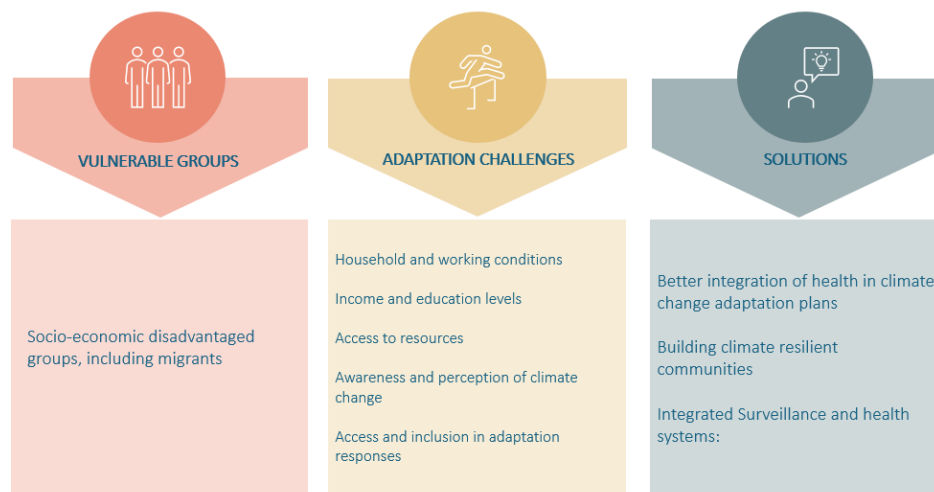 VULNERABLE GROUPS
Socio-economic disadvantaged
groups, including migrants
ADAPTATION CHALLENGES
Household and working conditions
Income and education levels
Access to resources
Awareness and perception of climate
change
Access and inclusion in adaptation
responses
SOLUTIONS
Better integration of health in climate
change adaptation plans
Building climate resilient
communities
Integrated Surveillance and health
systems: